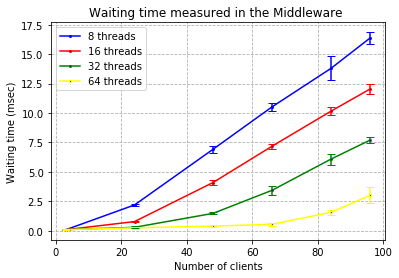 Waiting time measured in the Middleware
17.5
15.0
12.5
10.0
7.5
5.0
2.5
0.0
Waiting time (msec)
8 threads
16 threads
32 threads
64 threads
0
20
40
60
80
100
Number of clients